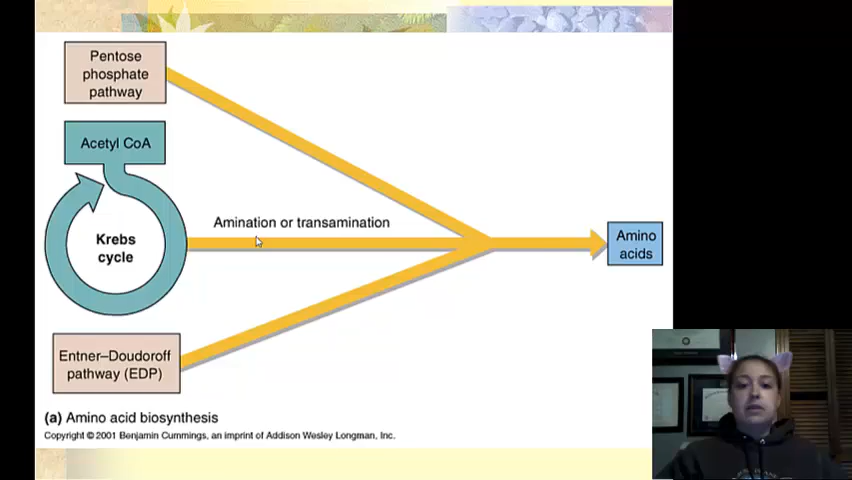 Pentose
phosphate
pathway
Acetyl CoA
Amination or transamination
Krebs
cycle
Amino
acids
Entner–Doudoroff
pathway (EDP)
(a) Amino acid biosynthesis
Copyright © 2001 Benjamin Cummings, an imprint of Addison Wesley Longman, Inc.